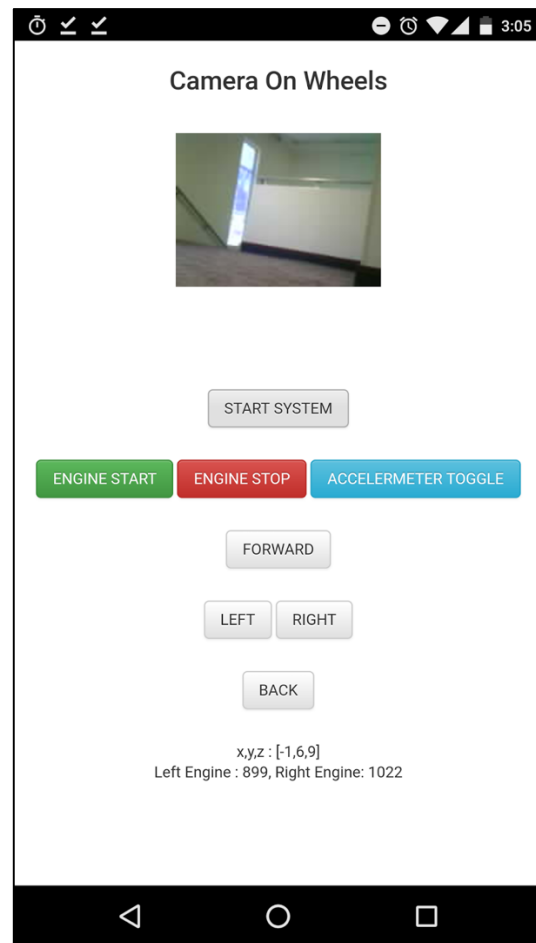 3:05
Camera On Wheels
START SYSTEM
ENGINE START ENGINE STOP ACCELERMETER TOGGLE
FORWARD
LEFT RIGHT
BACK
x,y,z : [-1,6,9]
Left Engine : 899, Right Engine: 1022